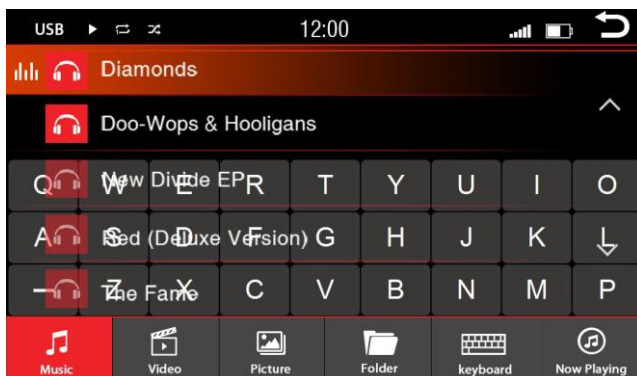 USB 12:00
Diamonds
Doo-Wops & Hooligans
New Divide EP
Red (Deluxe Version)
The Fame
Q W E R T Y U I O
A S D F G H J K L
- Z X C V B N M P
Music Video Picture Folder keyboard Now Playing